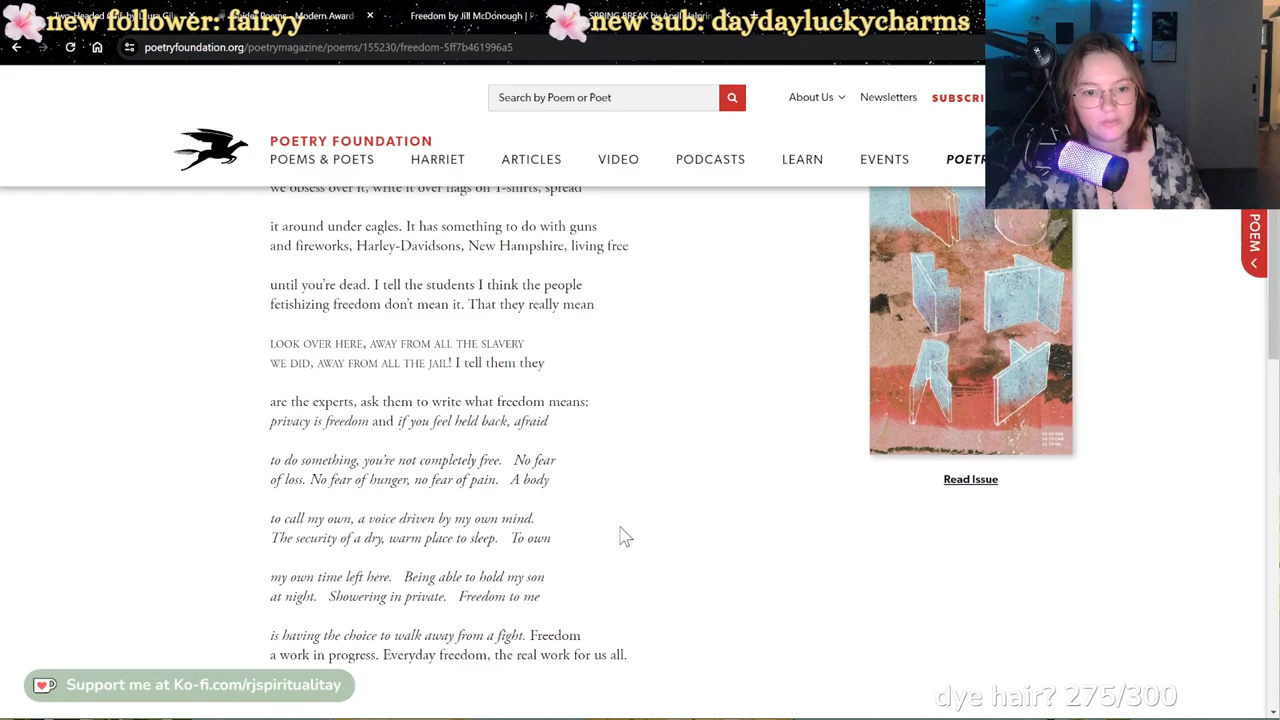 new follower: fairyy
new sub: daydayluckycharms
Modern Award
Freedom by Jill McDonough | P
poetryfoundation.org/poetrymagazine/poems/155230/freedom-5ff7b461996a5
Search by Poem or Poet
About Us
Newsletters
SUBSCRI
POETRY FOUNDATION
POEMS & POETS
HARRIET
ARTICLES
VIDEO
PODCASTS
LEARN
EVENTS
POETR
we obsess over it, write it over flags on T-shirts, spread
it around under eagles. It has something to do with guns
and fireworks, Harley-Davidsons, New Hampshire, living free
until you're dead. I tell the students I think the people
fetishizing freedom don't mean it. That they really mean
LOOK OVER HERE, AWAY FROM ALL THE SLAVERY
WE DID, AWAY FROM ALL THE JAIL! I tell them they
are the experts, ask them to write what freedom means:
privacy is freedom and if you feel held back, afraid
to do something, you're not completely free. No fear
of loss. No fear of hunger, no fear of pain. A body
to call my own, a voice driven by my own mind.
The security of a dry, warm place to sleep. To own
my own time left here. Being able to hold my son
at night. Showering in private. Freedom to me
is having the choice to walk away from a fight. Freedom
a work in progress. Everyday freedom, the real work for us all.
Read Issue
POEM
Support me at Ko-fi.com/rjspiritualitay
dye hair? 275/300